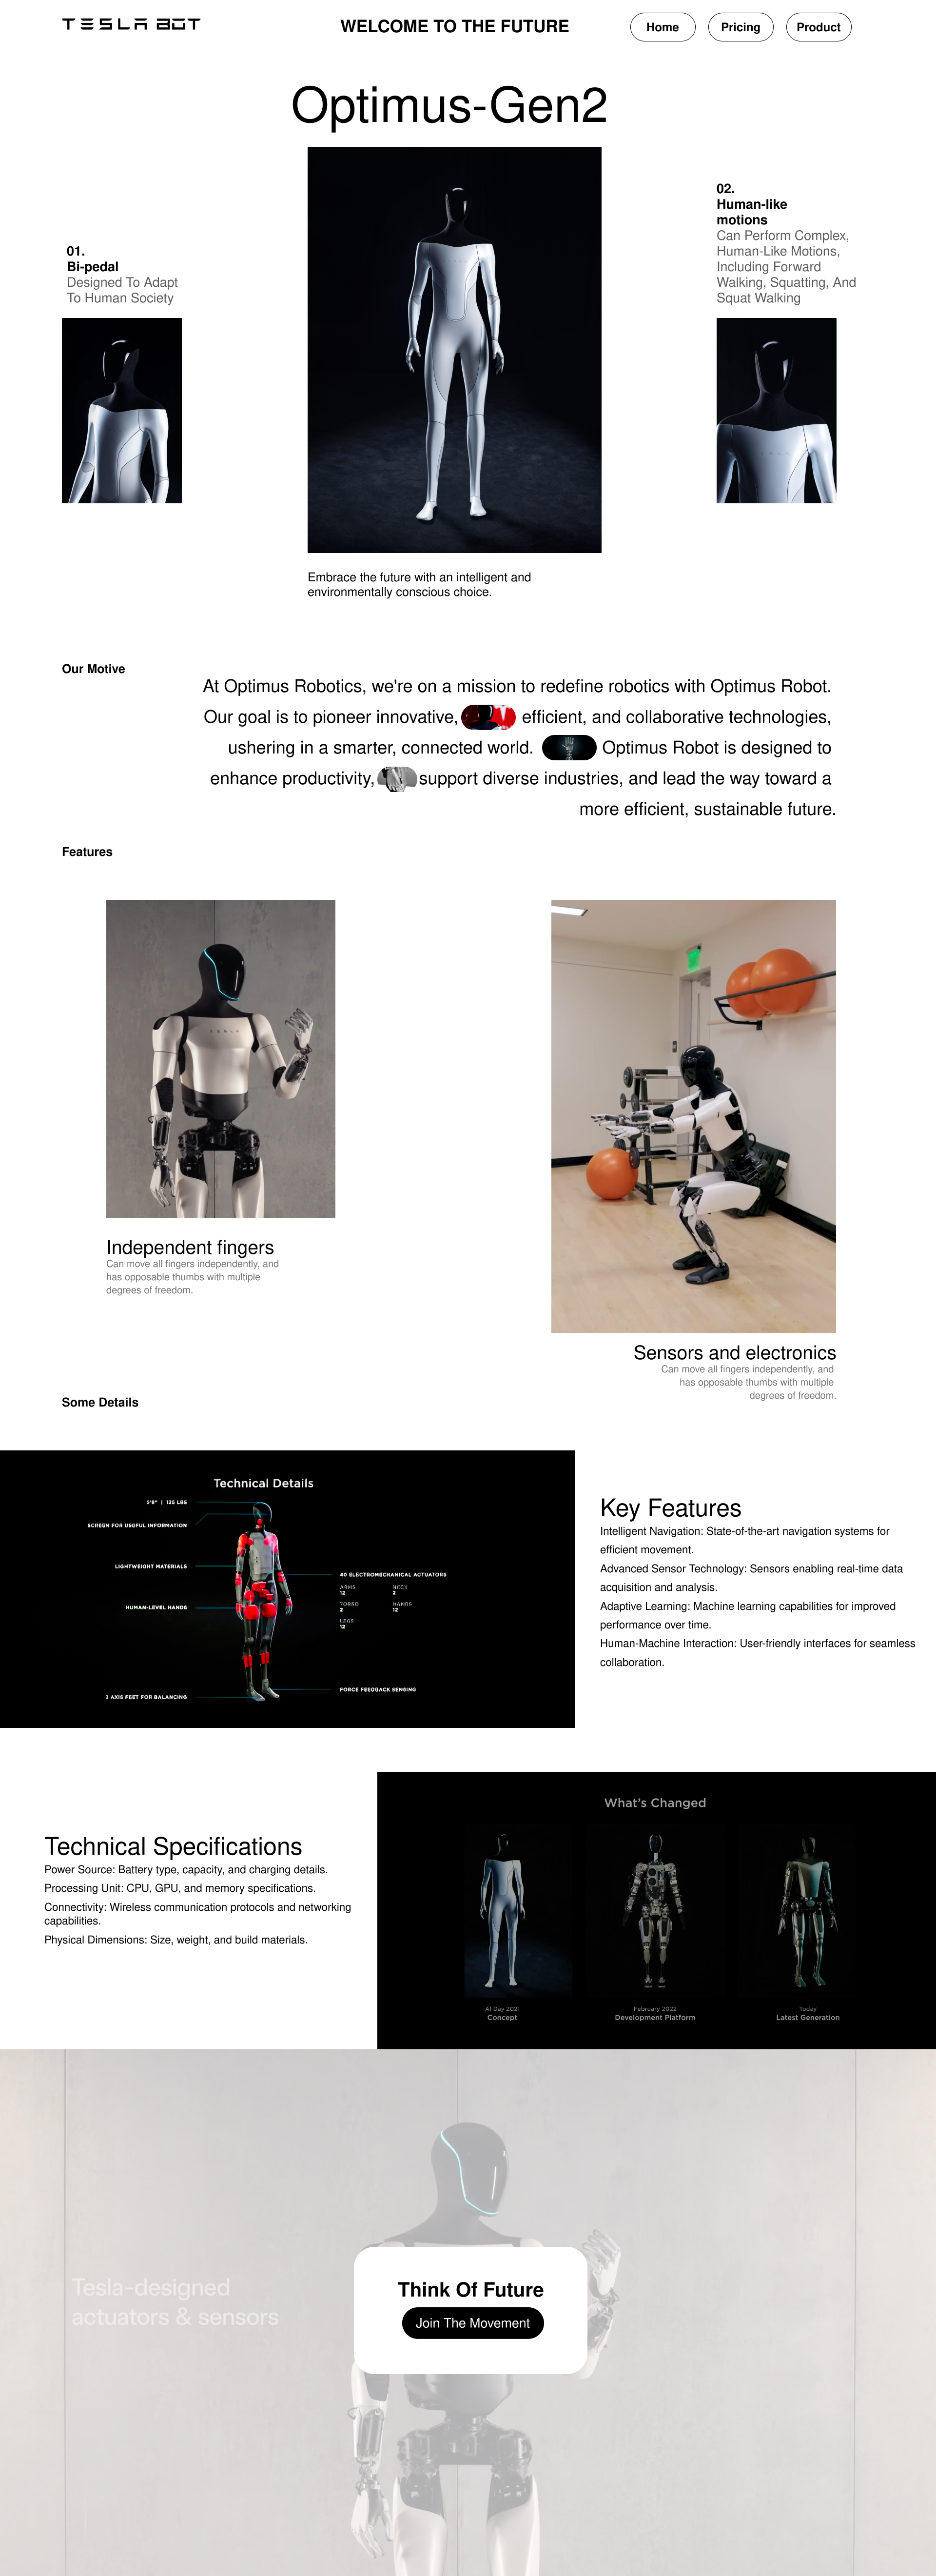 TESLA BOT
WELCOME TO THE FUTURE
Home
Pricing
Product
Optimus-Gen2
01.
Bi-pedal
Designed To Adapt
To Human Society
02.
Human-like
motions
Can Perform Complex,
Human-Like Motions,
Including Forward
Walking, Squatting, And
Squat Walking
Embrace the future with an intelligent and
environmentally conscious choice.
Our Motive
At Optimus Robotics, we're on a mission to redefine robotics with Optimus Robot.
Our goal is to pioneer innovative, efficient, and collaborative technologies,
ushering in a smarter, connected world. Optimus Robot is designed to
enhance productivity, support diverse industries, and lead the way toward a
more efficient, sustainable future.
Features
TESLA
Independent fingers
Can move all fingers independently, and
has opposable thumbs with multiple
degrees of freedom.
Sensors and electronics
Can move all fingers independently, and
has opposable thumbs with multiple
degrees of freedom.
Some Details
Technical Details
5'8" | 125 LBS
SCREEN FOR USEFUL INFORMATION
LIGHTWEIGHT MATERIALS
HUMAN-LEVEL HANDS
2 AXIS FEET FOR BALANCING
40 ELECTROMECHANICAL ACTUATORS
ARMS
12
NECK
2
TORSO
2
HANDS
12
LEGS
12
FORCE FEEDBACK SENSING
Key Features
Intelligent Navigation: State-of-the-art navigation systems for
efficient movement.
Advanced Sensor Technology: Sensors enabling real-time data
acquisition and analysis.
Adaptive Learning: Machine learning capabilities for improved
performance over time.
Human-Machine Interaction: User-friendly interfaces for seamless
collaboration.
Technical Specifications
Power Source: Battery type, capacity, and charging details.
Processing Unit: CPU, GPU, and memory specifications.
Connectivity: Wireless communication protocols and networking
capabilities.
Physical Dimensions: Size, weight, and build materials.
What's Changed
AI Day 2021
Concept
February 2022
Development Platform
Today
Latest Generation
Tesla-designed
actuators & sensors
Think Of Future
Join The Movement